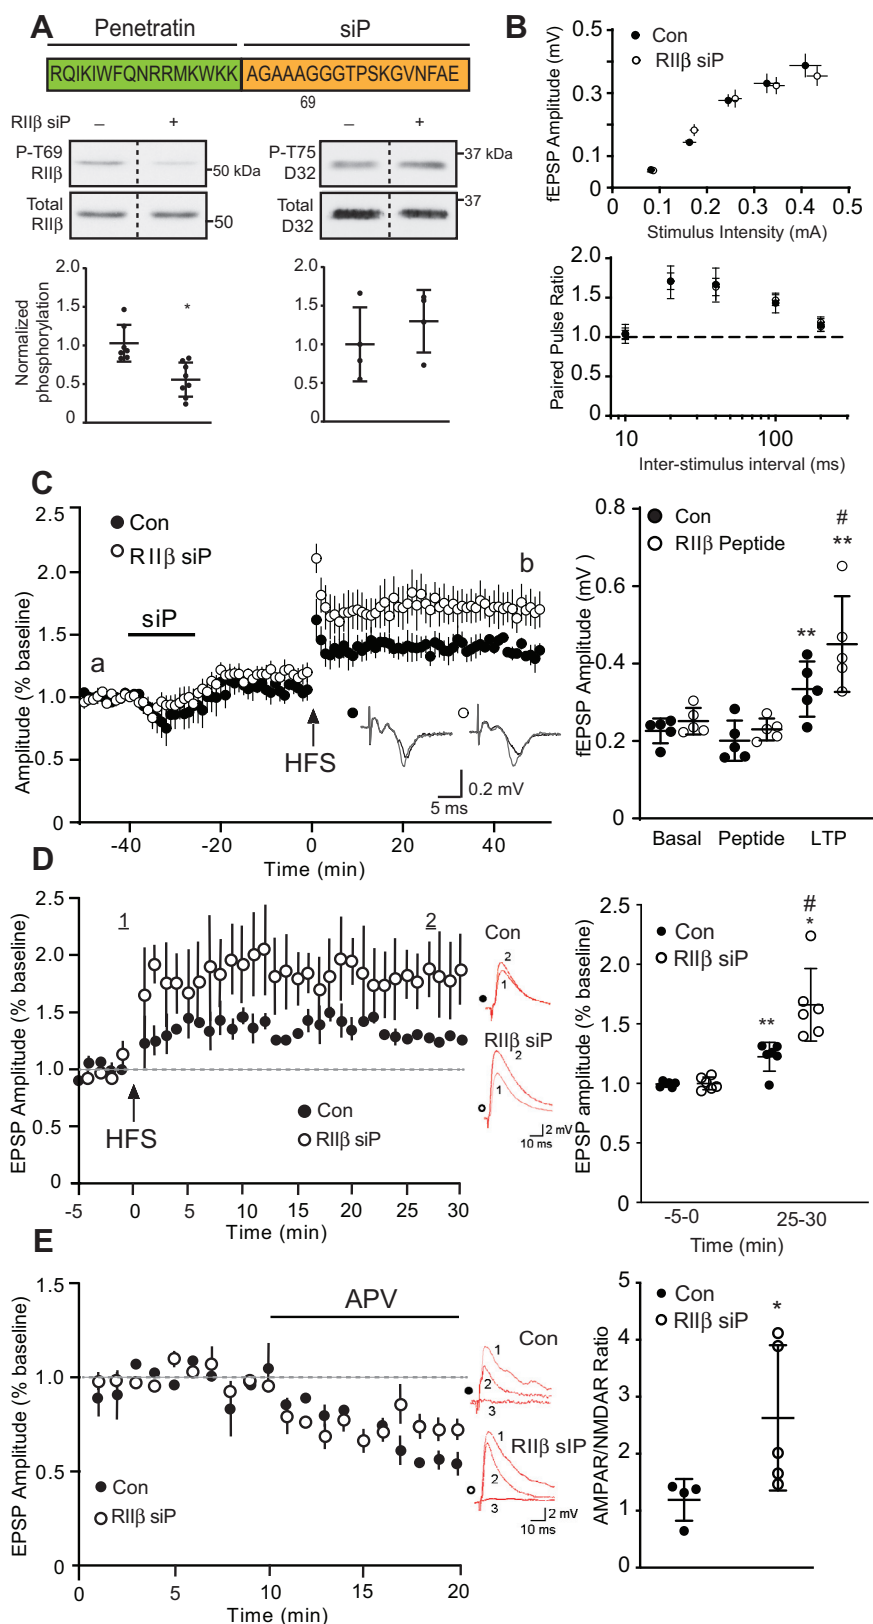 A
Penetratin siP
RQIKIWFQNRRMKWKK AGAAAGGGTPSKGVNFAE
69
RIIβ siP – +
P-T69 RIIβ
50 kDa
Total RIIβ
50
– +
P-T75 D32
37 kDa
Total D32
37
Normalized phosphorylation
2.0
1.5
1.0
0.5
0
*
2.0
1.5
1.0
0.5
0
B
fEPSP Amplitude (mV)
0.5
0.3
0.1
0
Con
RIIβ siP
0 0.1 0.2 0.3 0.4 0.5
Stimulus Intensity (mA)
Paired Pulse Ratio
2.0
1.5
1.0
0.5
0
10 100
Inter-stimulus interval (ms)
C
Amplitude (% baseline)
2.5
2.0
1.5
1.0
0.5
0
Con
RIIβ siP
siP
a
b
HFS
0.2 mV
5 ms
-40 -20 0 20 40
Time (min)
fEPSP Amplitude (mV )
0.8
0.6
0.4
0.2
0
Con
RIIβ Peptide
#
**
**
Basal Peptide LTP
D
EPSP Amplitude (% baseline)
2.5
2.0
1.5
1.0
0.5
0
1
2
HFS
Con
RIIβ siP
-5 0 5 10 15 20 25 30
Time (min)
Con
2
1
RIIβ siP
2
1
2 mV
10 ms
EPSP amplitude (% baseline)
2.5
2.0
1.5
1.0
0.5
0
Con
RIIβ siP
#
*
**
-5-0 25-30
Time (min)
E
EPSP Amplitude (% baseline)
1.5
1.0
0.5
0
APV
Con
RIIβ siP
0 5 10 15 20
Time (min)
Con
1
2
3
RIIβ sIP
1
2
3
2 mV
10 ms
AMPAR/NMDAR Ratio
5
4
3
2
1
0
Con
RIIβ siP
*